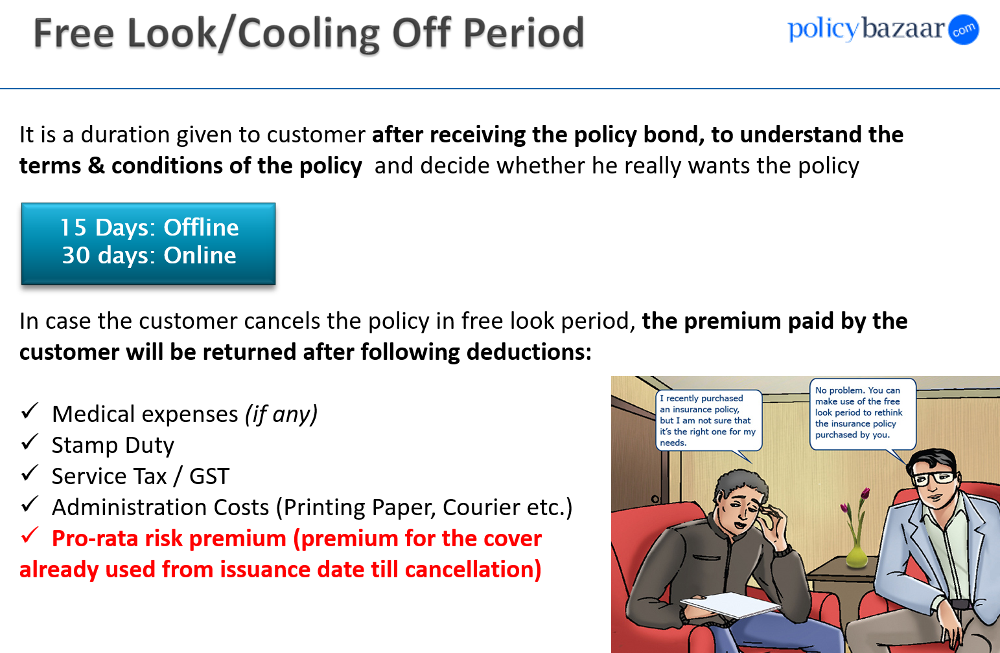 Free Look/Cooling Off Period
policybazaar com
It is a duration given to customer after receiving the policy bond, to understand the
terms & conditions of the policy and decide whether he really wants the policy
15 Days: Offline
30 days: Online
In case the customer cancels the policy in free look period, the premium paid by the
customer will be returned after following deductions:
✓ Medical expenses (if any)
✓ Stamp Duty
✓ Service Tax / GST
✓ Administration Costs (Printing Paper, Courier etc.)
✓ Pro-rata risk premium (premium for the cover
already used from issuance date till cancellation)
I recently purchased
an insurance policy,
but I am not sure that
it's the right one for my
needs.
No problem. You can
make use of the free
look period to rethink
the insurance policy
purchased by you.